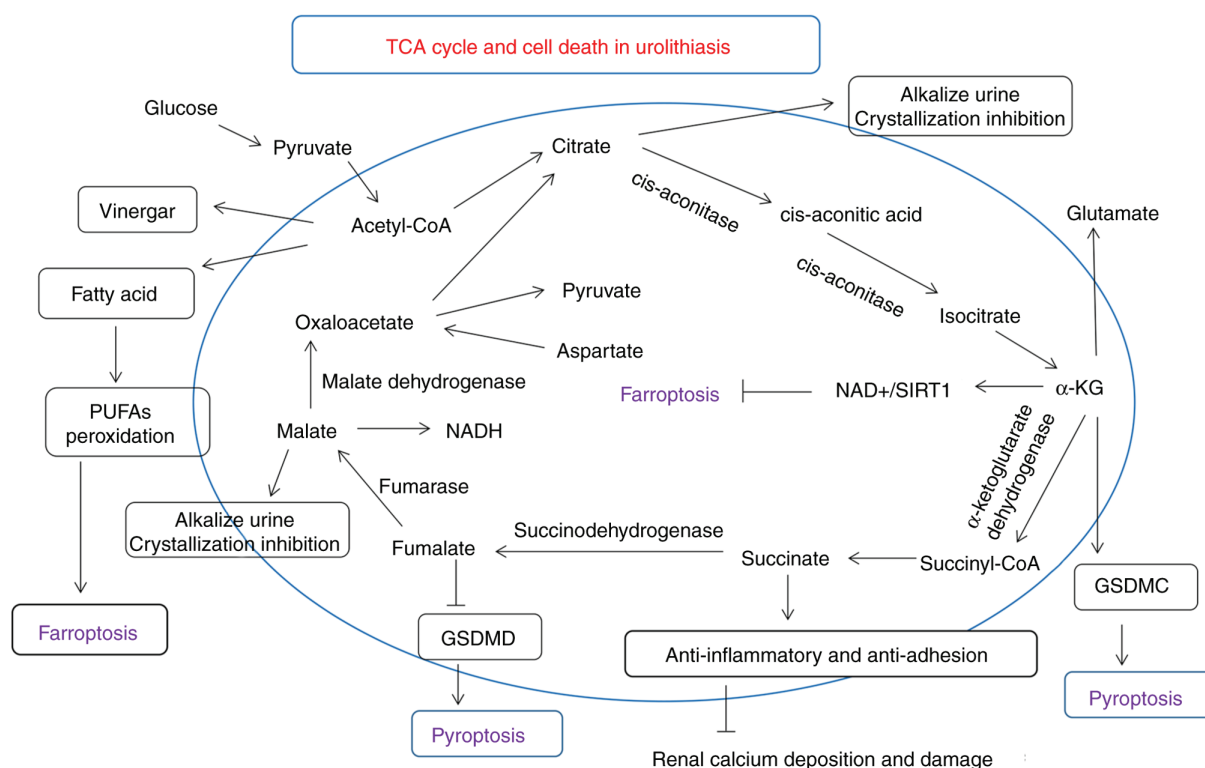 TCA cycle and cell death in urolithiasis
Glucose
Pyruvate
Citrate
Alkalize urine
Crystallization inhibition
Vinergar
Acetyl-CoA
cis-aconitase
cis-aconitic acid
Glutamate
Fatty acid
Oxaloacetate
Pyruvate
cis-aconitase
Isocitrate
Aspartate
Malate dehydrogenase
Farroptosis
NAD+/SIRT1
α-KG
PUFAs
peroxidation
Malate
NADH
Fumarase
α-ketoglutarate
dehydrogenase
Alkalize urine
Crystallization inhibition
Fumalate
Succinodehydrogenase
Succinate
Succinyl-CoA
GSDMC
Farroptosis
GSDMD
Anti-inflammatory and anti-adhesion
Pyroptosis
Pyroptosis
Renal calcium deposition and damage